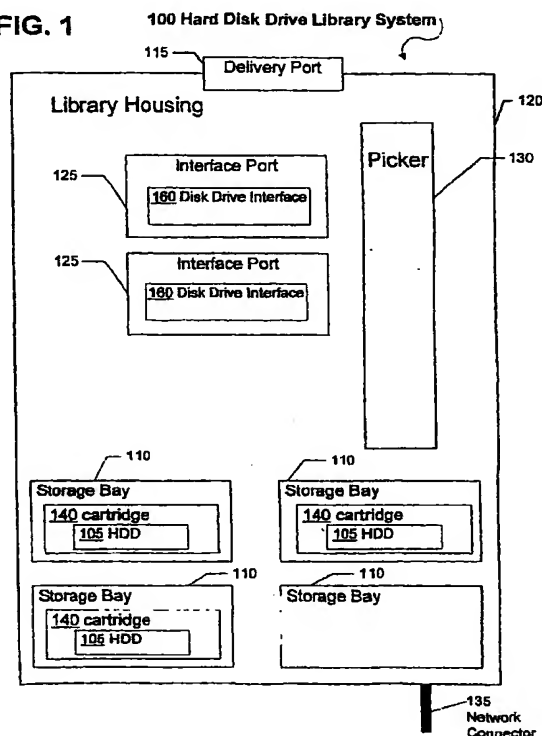 FIG. 1
100 Hard Disk Drive Library System
115
Delivery Port
Library Housing
120
Picker
130
125
Interface Port
160 Disk Drive Interface
125
Interface Port
160 Disk Drive Interface
110
110
Storage Bay
140 cartridge
105 HDD
Storage Bay
140 cartridge
105 HDD
110
110
Storage Bay
140 cartridge
105 HDD
Storage Bay
135
Network
Connector